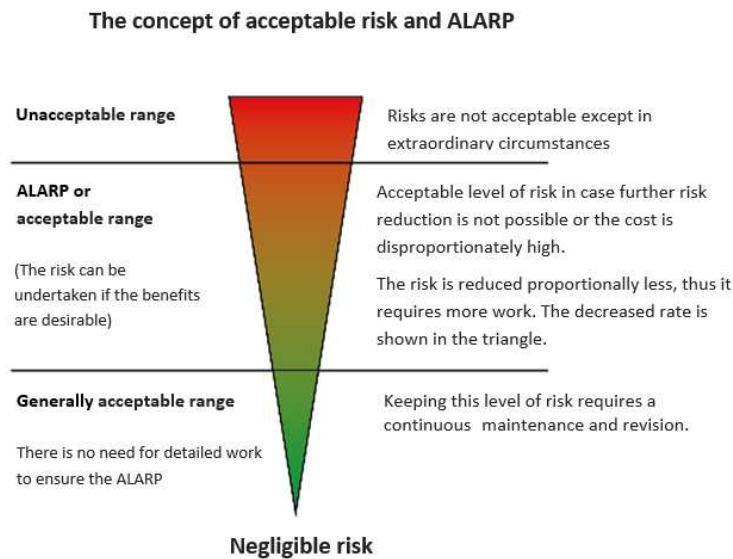 The concept of acceptable risk and ALARP
Unacceptable range
Risks are not acceptable except in
extraordinary circumstances
ALARP or
acceptable range
(The risk can be
undertaken if the benefits
are desirable)
Acceptable level of risk in case further risk
reduction is not possible or the cost is
disproportionately high.
The risk is reduced proportionally less, thus it
requires more work. The decreased rate is
shown in the triangle.
Generally acceptable range
There is no need for detailed work
to ensure the ALARP
Keeping this level of risk requires a
continuous maintenance and revision.
Negligible risk